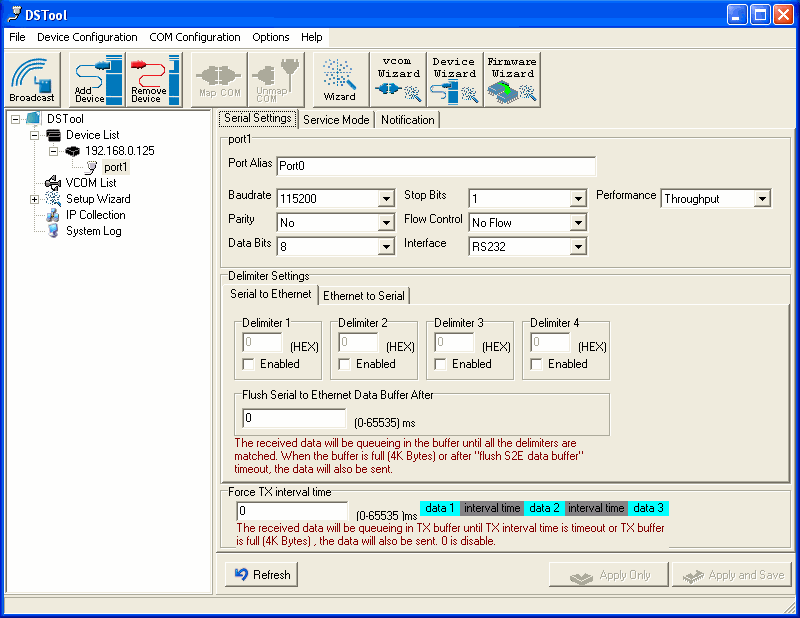 DSTool
File Device Configuration COM Configuration Options Help
Broadcast
Add Device
Remove Device
Map COM
Unmap COM
Wizard
vcom Wizard
Device Wizard
Firmware Wizard
DSTool
Device List
192.168.0.125
port1
VCOM List
Setup Wizard
IP Collection
System Log
Serial Settings Service Mode Notification
port1
Port Alias Port0
Baudrate 115200 Stop Bits 1 Performance Throughput
Parity No Flow Control No Flow
Data Bits 8 Interface RS232
Delimiter Settings
Serial to Ethernet Ethernet to Serial
Delimiter 1 Delimiter 2 Delimiter 3 Delimiter 4
0 (HEX) 0 (HEX) 0 (HEX) 0 (HEX)
Enabled Enabled Enabled Enabled
Flush Serial to Ethernet Data Buffer After
0 (0-65535) ms
The received data will be queueing in the buffer until all the delimiters are
matched. When the buffer is full (4K Bytes) or after "flush S2E data buffer"
timeout, the data will also be sent.
Force TX interval time
0 (0-65535 )ms data 1 interval time data 2 interval time data 3
The received data will be queueing in TX buffer until TX interval time is timeout or TX buffer
is full (4K Bytes) , the data will also be sent. 0 is disable.
Refresh Apply Only Apply and Save